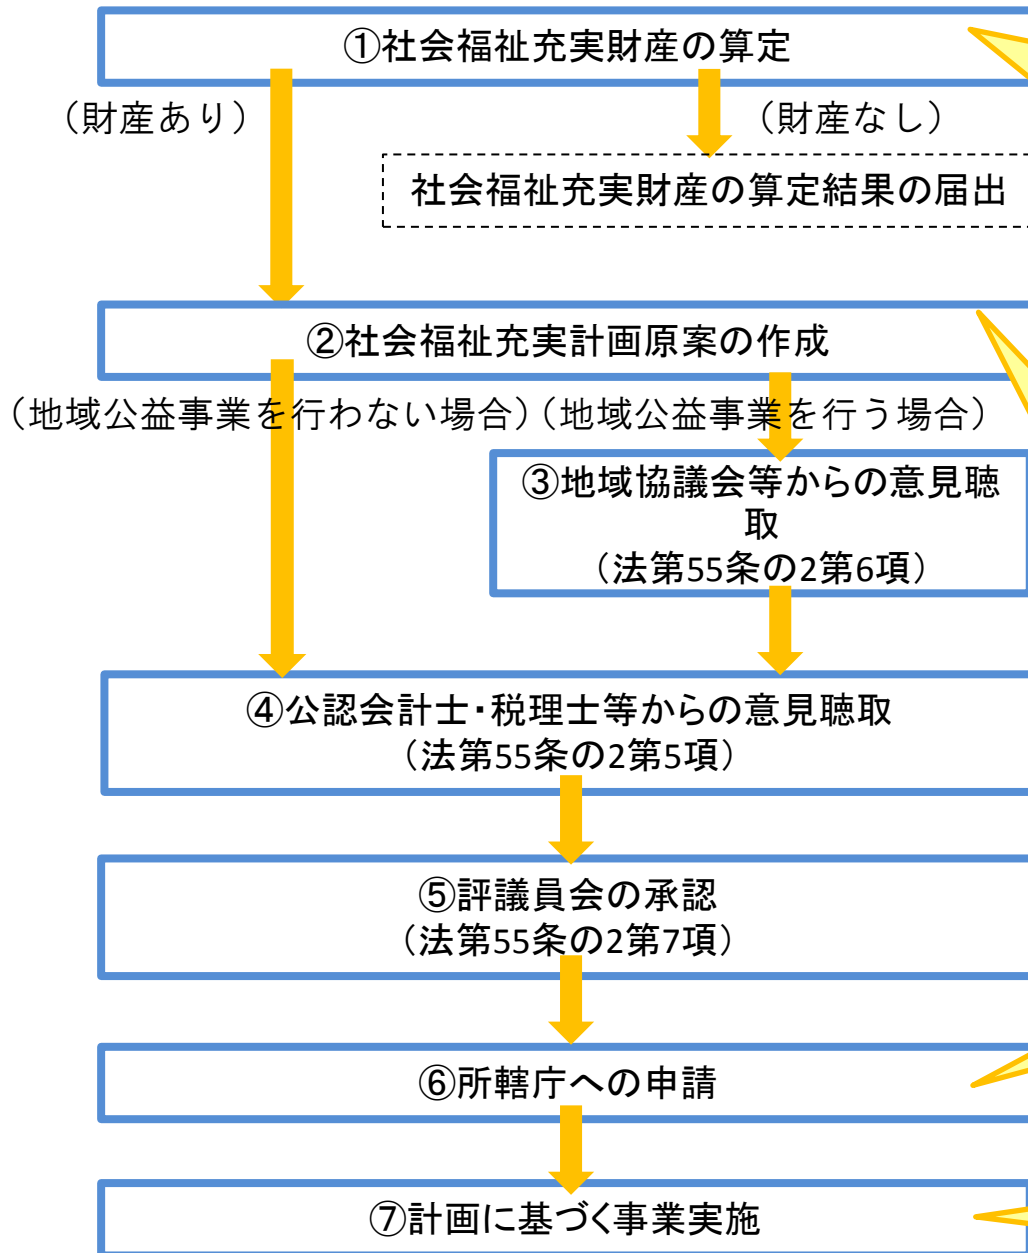 ①社会福祉充実財産の算定
（財産あり）
（財産なし）
社会福祉充実財産の算定結果の届出
②社会福祉充実計画原案の作成
（地域公益事業を行わない場合）
（地域公益事業を行う場合）
③地域協議会等からの意見聴
取
（法第55条の2第6項）
④公認会計士・税理士等からの意見聴取
（法第55条の2第5項）
⑤評議員会の承認
（法第55条の2第7項）
⑥所轄庁への申請
⑦計画に基づく事業実施